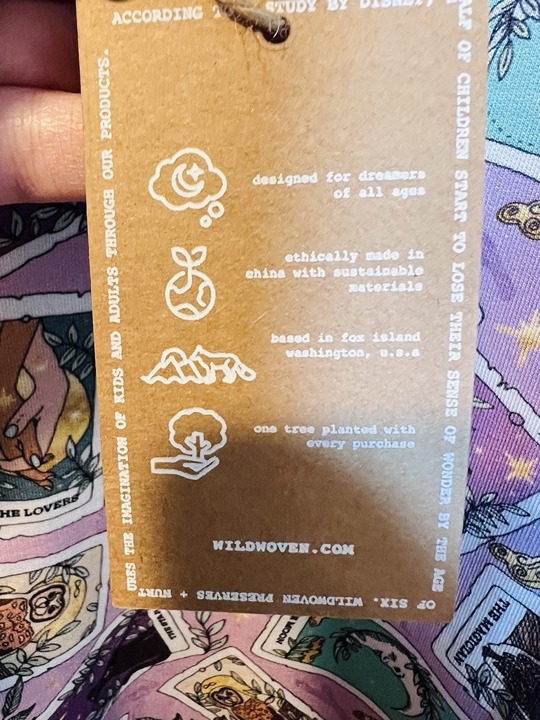 ACCORDING TO STUDY BY DISNEY,
ALF OF CHILDREN START TO LOSE THEIR SENSE OF WONDER BY THE AGE
OF SIX. WILDWOVEN PRESERVES + NURT
URES THE IMAGINATION OF KIDS AND ADULTS THROUGH OUR PRODUCTS.
designed for dreamers
of all ages
ethically made in
china with sustainable
materials
based in fox island
washington, u.s.a
one tree planted with
every purchase
WILDWOVEN.COM
HE LOVERS
THE MAGICIAN